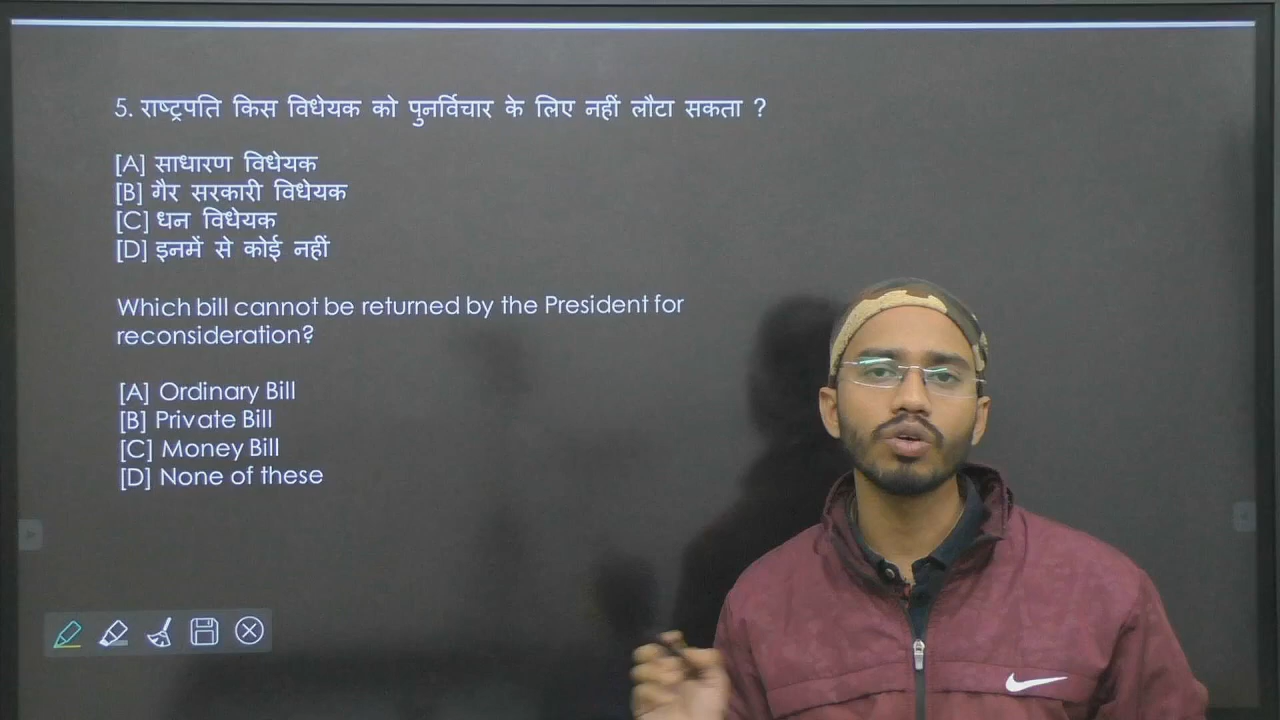 5. राष्ट्रपति किस विधेयक को पुनर्विचार के लिए नहीं लौटा सकता ?
[A] साधारण विधेयक
[B] गैर सरकारी विधेयक
[C] धन विधेयक
[D] इनमें से कोई नहीं
Which bill cannot be returned by the President for
reconsideration?
[A] Ordinary Bill
[B] Private Bill
[C] Money Bill
[D] None of these